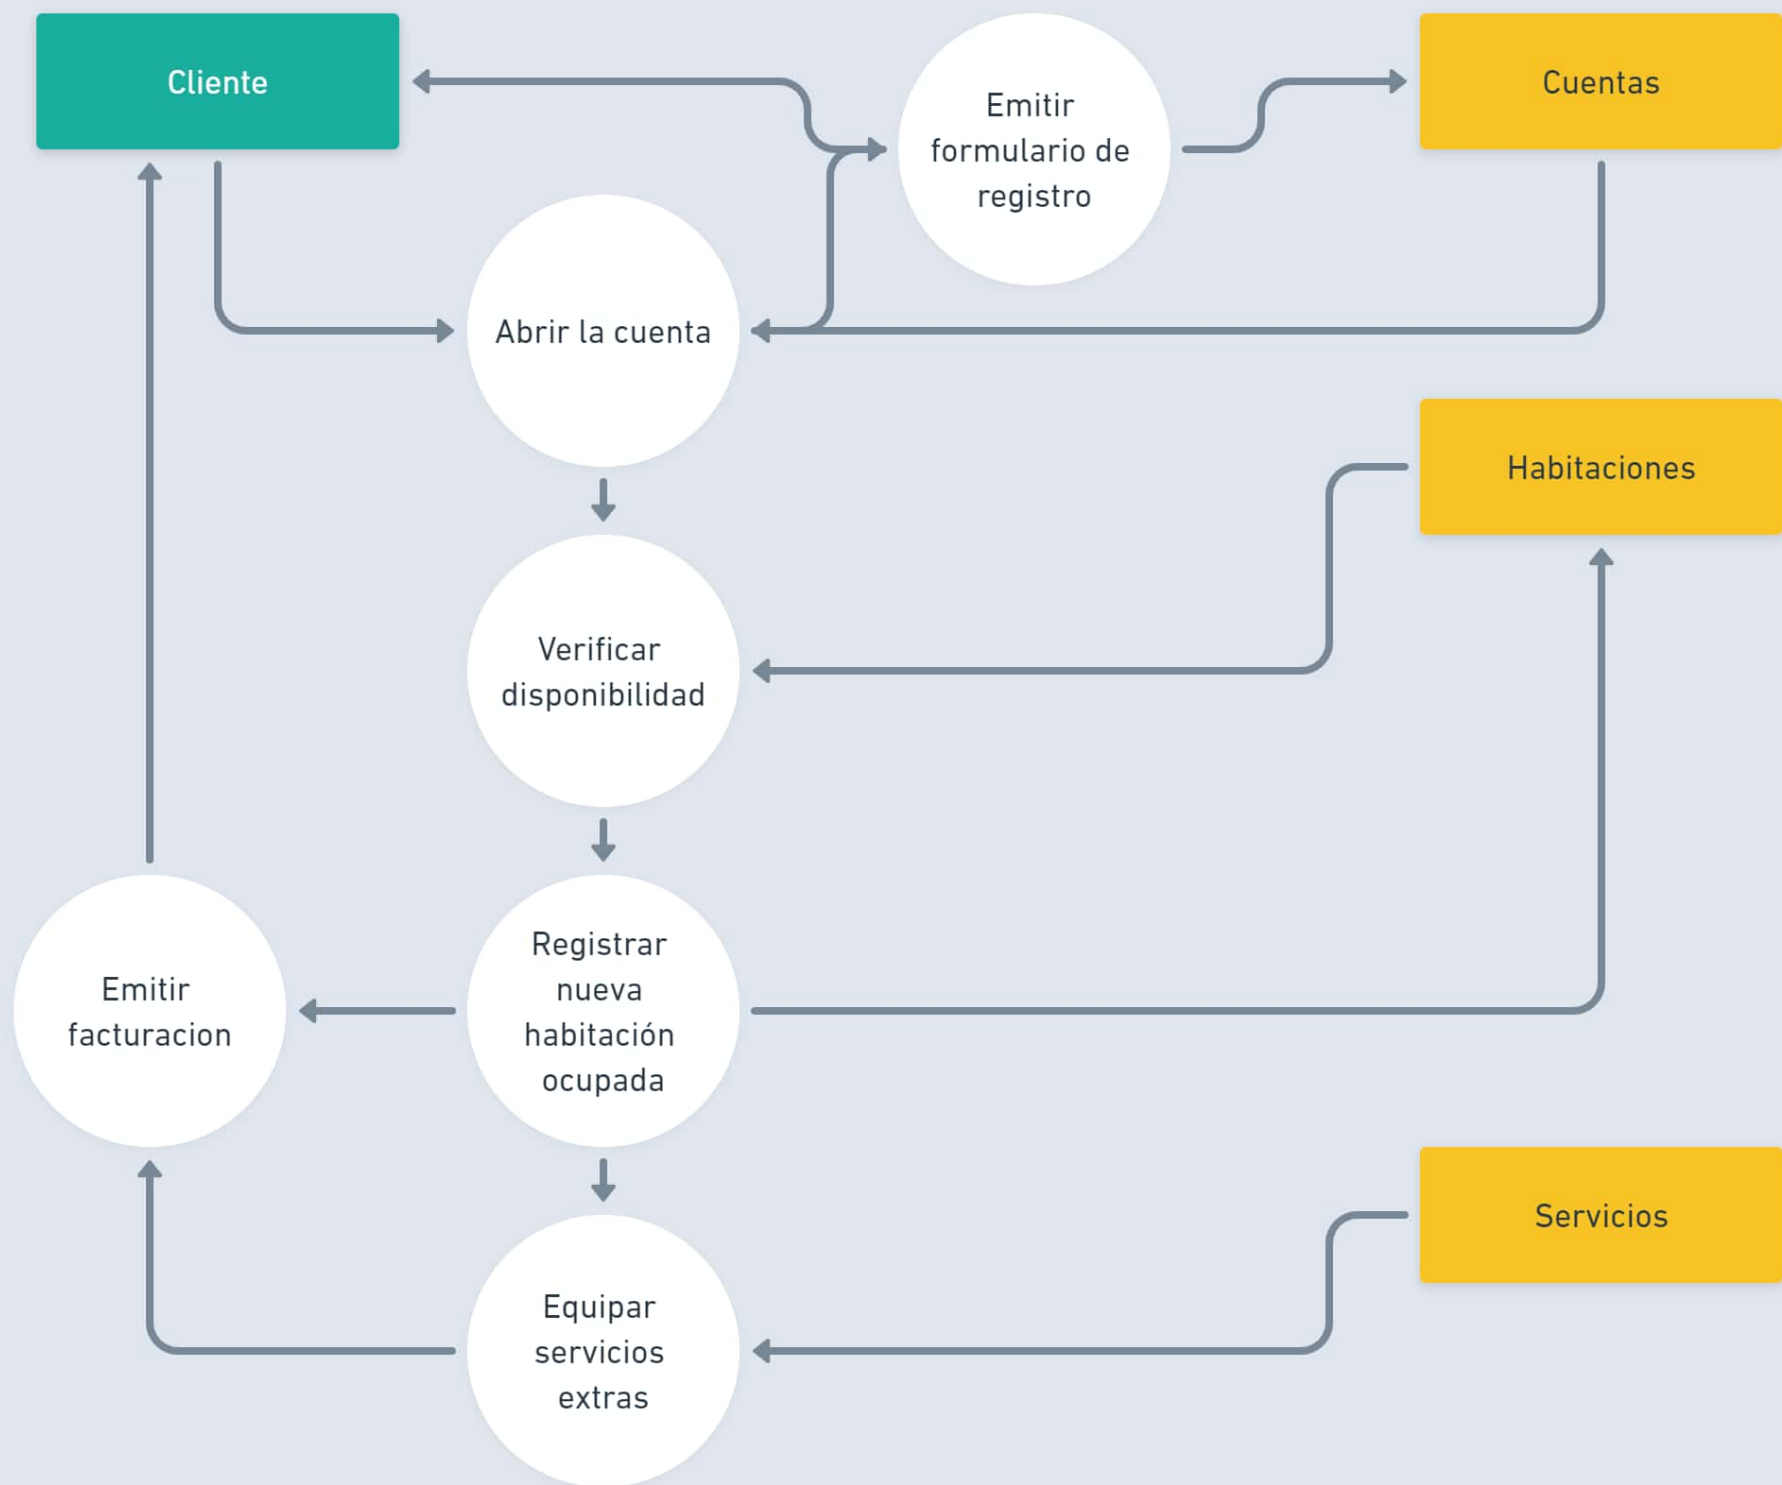 Cliente
Emitir
formulario de
registro
Cuentas
Abrir la cuenta
Habitaciones
Verificar
disponibilidad
Emitir
facturacion
Registrar
nueva
habitación
ocupada
Servicios
Equipar
servicios
extras